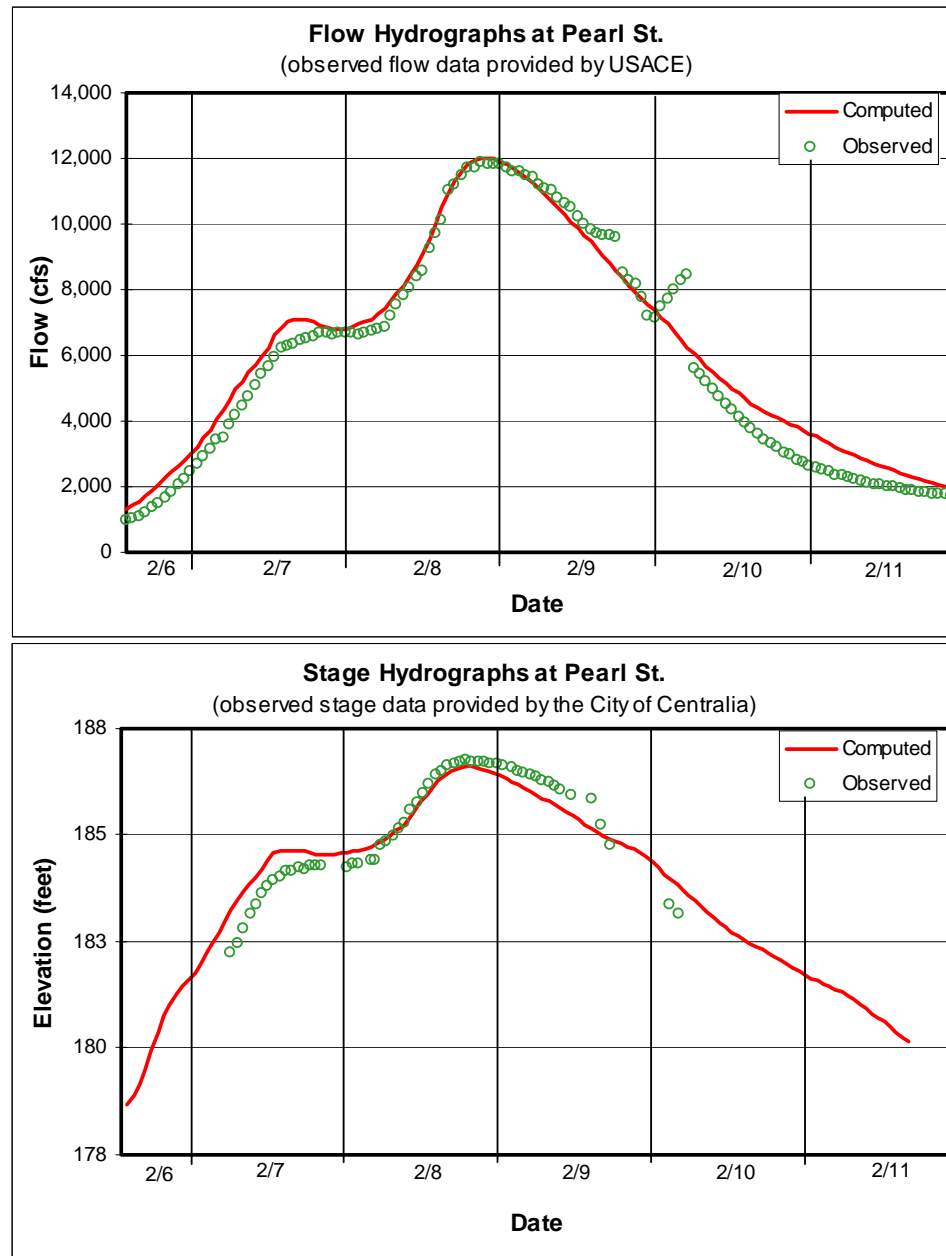 Flow Hydrographs at Pearl St.
(observed flow data provided by USACE)
14,000
12,000
10,000
8,000
6,000
4,000
2,000
0
Flow (cfs)
Computed
Observed
2/6
2/7
2/8
2/9
2/10
2/11
Date
Stage Hydrographs at Pearl St.
(observed stage data provided by the City of Centralia)
188
185
183
180
178
Elevation (feet)
Computed
Observed
2/6
2/7
2/8
2/9
2/10
2/11
Date